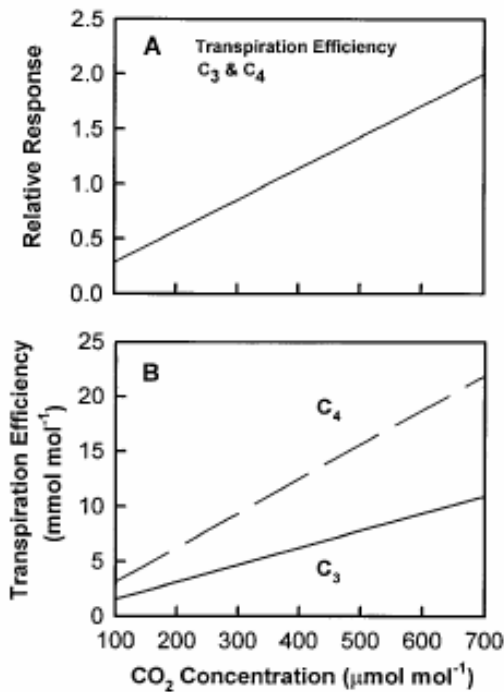 2.5
A
Transpiration Efficiency
C₃ & C₄
2.0
1.5
1.0
0.5
0.0
Relative Response
25
B
20
15
10
5
0
C₄
C₃
Transpiration Efficiency
(mmol mol⁻¹)
100 200 300 400 500 600 700
CO₂ Concentration (μmol mol⁻¹)